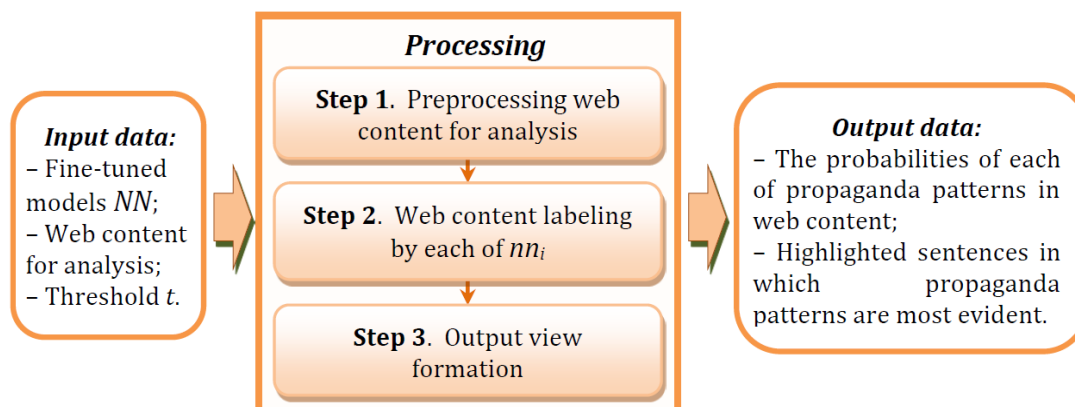 Input data:
– Fine-tuned
models NN;
– Web content
for analysis;
– Threshold t.
Processing
Step 1. Preprocessing web
content for analysis
Step 2. Web content labeling
by each of nnᵢ
Step 3. Output view
formation
Output data:
– The probabilities of each
of propaganda patterns in
web content;
– Highlighted sentences in
which propaganda
patterns are most evident.